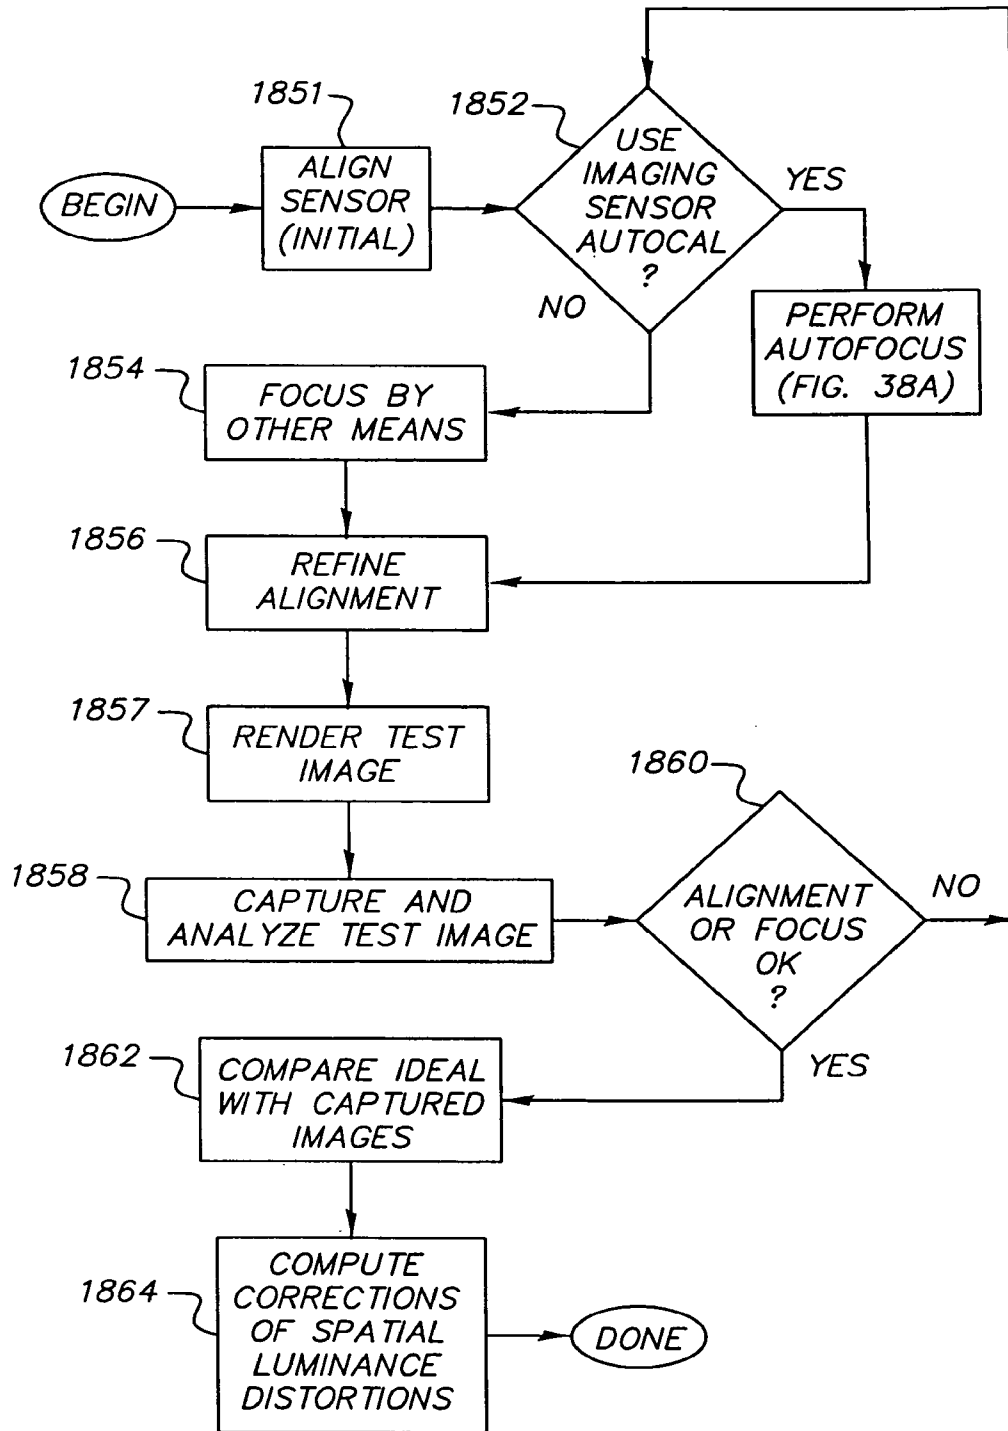 1851
1852
BEGIN
ALIGN
SENSOR
(INITIAL)
USE
IMAGING
SENSOR
AUTOCAL
?
YES
NO
PERFORM
AUTOFOCUS
(FIG. 38A)
1854
FOCUS BY
OTHER MEANS
1856
REFINE
ALIGNMENT
1857
RENDER TEST
IMAGE
1858
CAPTURE AND
ANALYZE TEST IMAGE
1860
ALIGNMENT
OR FOCUS
OK
?
NO
YES
1862
COMPARE IDEAL
WITH CAPTURED
IMAGES
1864
COMPUTE
CORRECTIONS
OF SPATIAL
LUMINANCE
DISTORTIONS
DONE